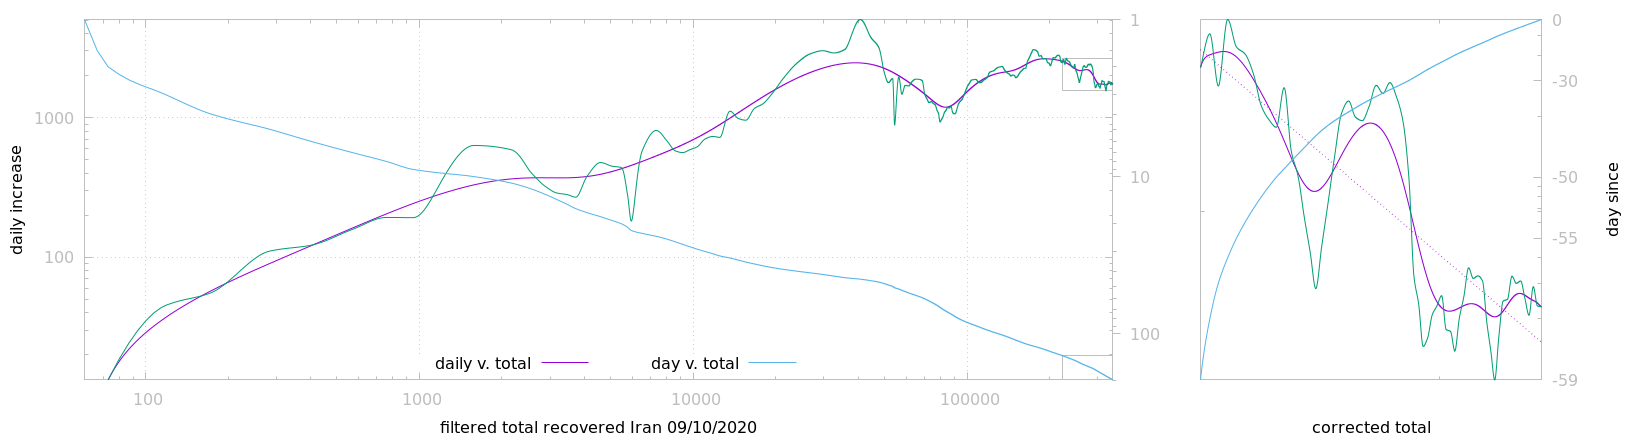 daily increase
1000
100
100
1000
10000
100000
1
10
100
daily v. total
day v. total
filtered total recovered Iran 09/10/2020
0
-30
-50
-55
-59
day since
corrected total